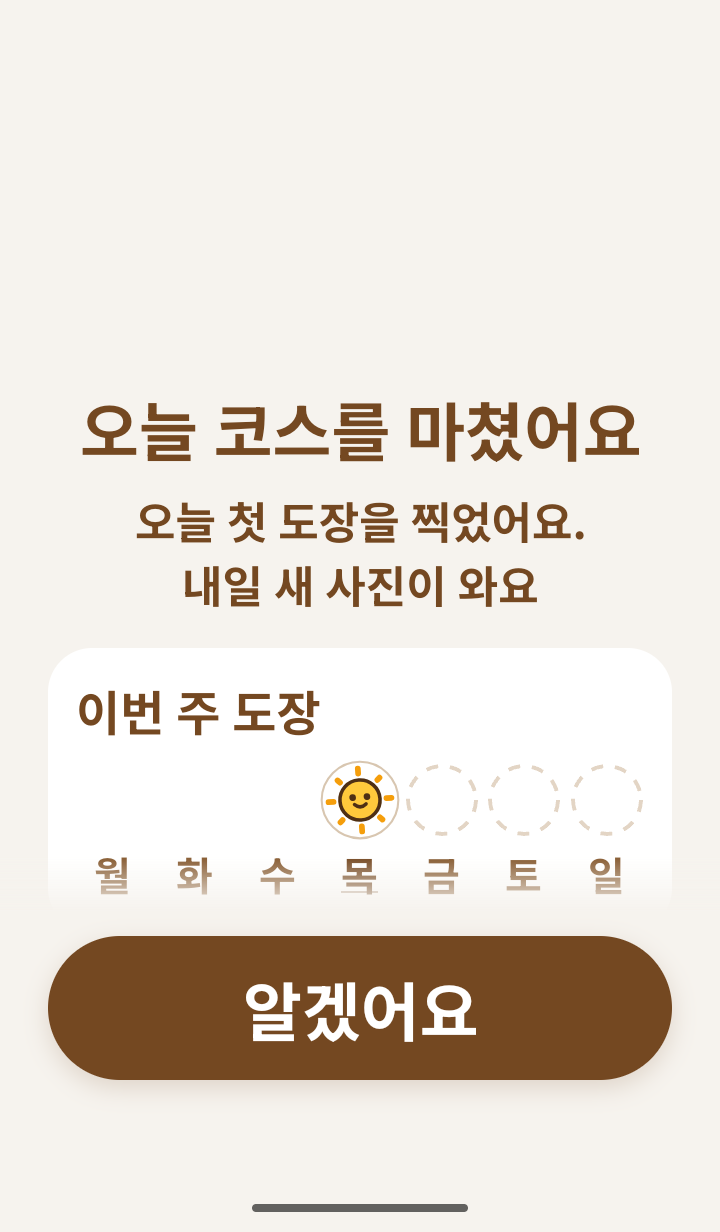 오늘 코스를 마쳤어요
오늘 첫 도장을 찍었어요.
내일 새 사진이 와요
이번 주 도장
월 화 수 목 금 토 일
알겠어요